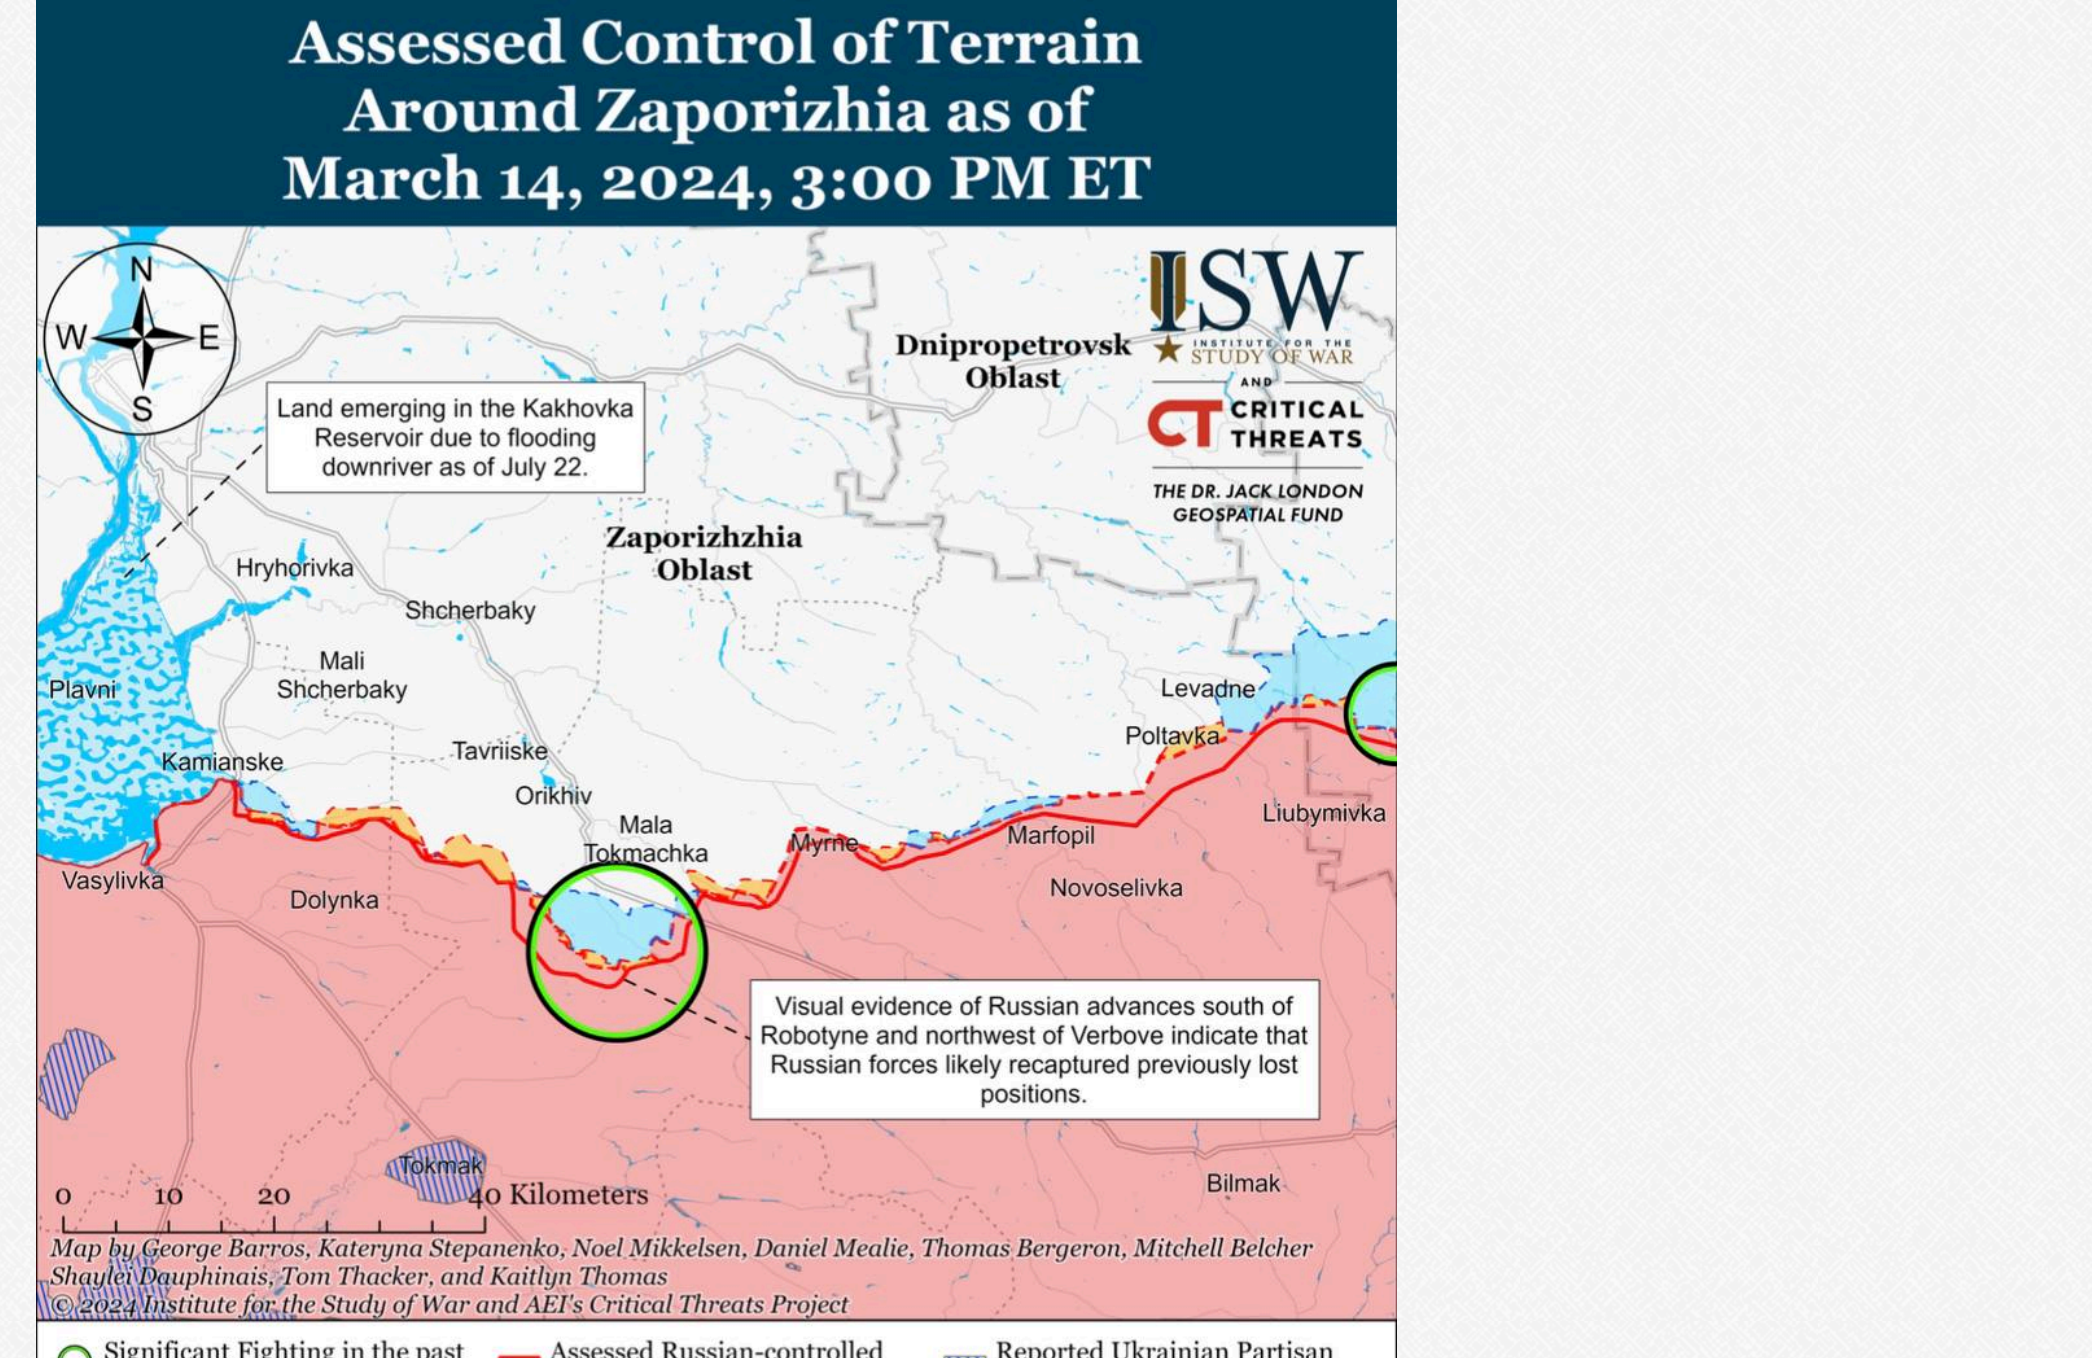 Assessed Control of Terrain
Around Zaporizhia as of
March 14, 2024, 3:00 PM ET
N
W E
S
ISW
INSTITUTE FOR THE
STUDY OF WAR
AND
CT CRITICAL
THREATS
THE DR. JACK LONDON
GEOSPATIAL FUND
Dnipropetrovsk
Oblast
Land emerging in the Kakhovka
Reservoir due to flooding
downriver as of July 22.
Zaporizhzhia
Oblast
Hryhorivka
Shcherbaky
Mali
Shcherbaky
Plavni
Levadne
Poltavka
Tavriiske
Kamianske
Orikhiv
Mala
Tokmachka
Myrne
Marfopil
Liubymivka
Vasylivka
Dolynka
Novoselivka
Visual evidence of Russian advances south of
Robotyne and northwest of Verbove indicate that
Russian forces likely recaptured previously lost
positions.
Tokmak
Bilmak
0 10 20 40 Kilometers
Map by George Barros, Kateryna Stepanenko, Noel Mikkelsen, Daniel Mealie, Thomas Bergeron, Mitchell Belcher
Shaylei Dauphinais, Tom Thacker, and Kaitlyn Thomas
© 2024 Institute for the Study of War and AEI's Critical Threats Project
Significant Fighting in the past
Assessed Russian-controlled
Reported Ukrainian Partisan